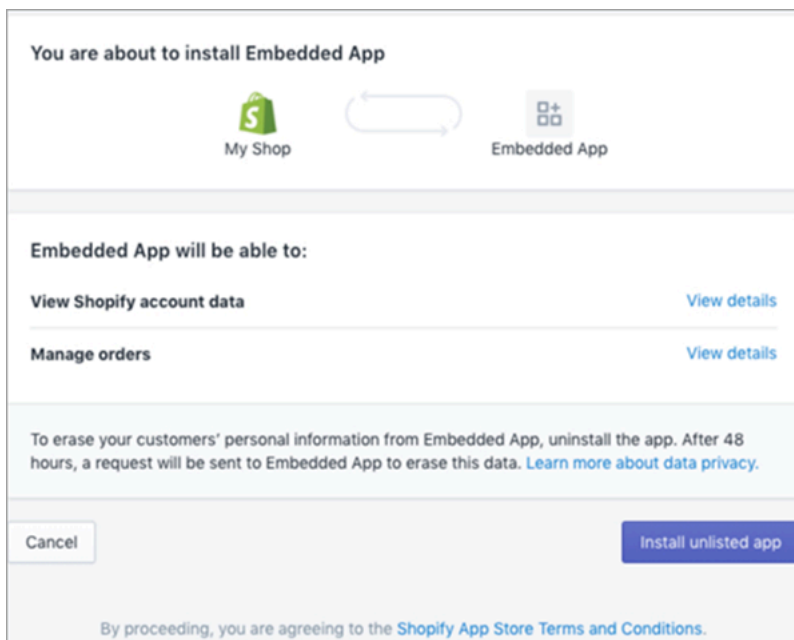 You are about to install Embedded App
My Shop
Embedded App
Embedded App will be able to:
View Shopify account data View details
Manage orders View details
To erase your customers' personal information from Embedded App, uninstall the app. After 48
hours, a request will be sent to Embedded App to erase this data. Learn more about data privacy.
Cancel
Install unlisted app
By proceeding, you are agreeing to the Shopify App Store Terms and Conditions.